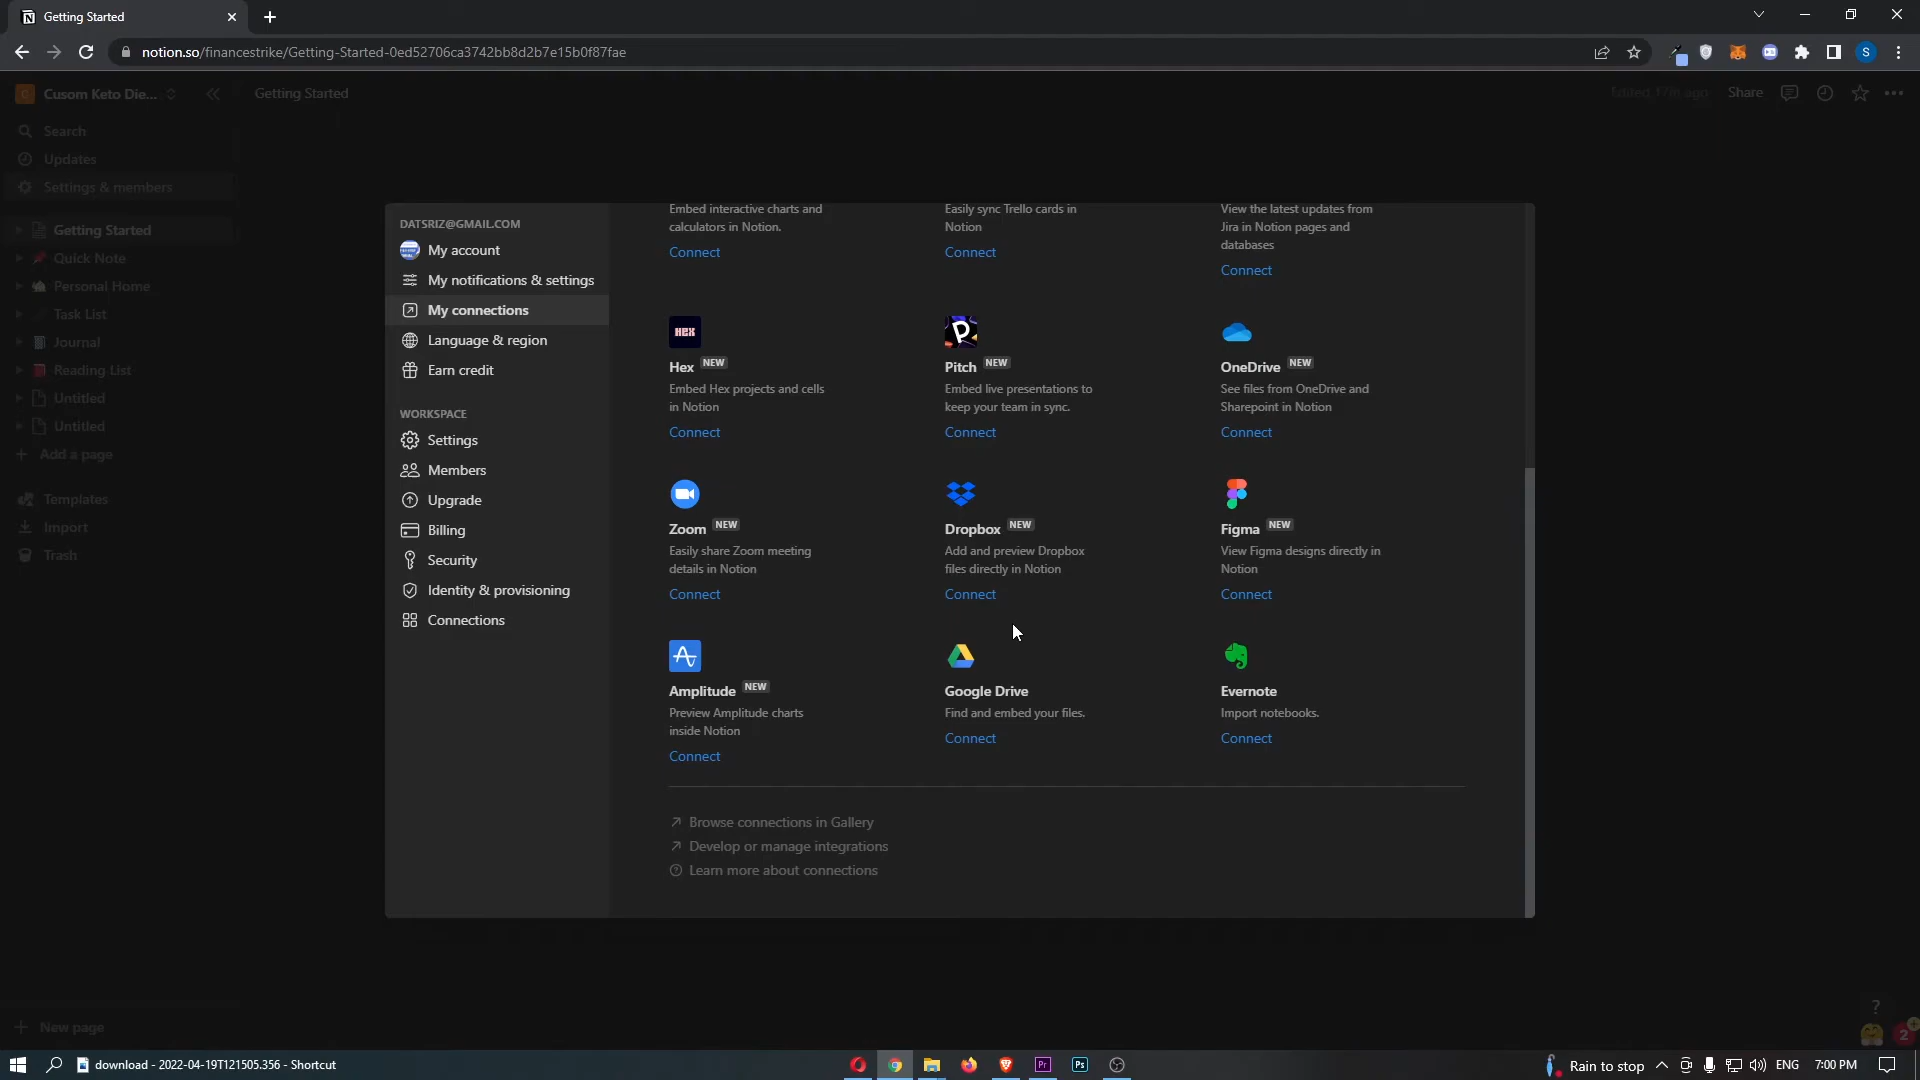 Getting Started
notion.so/financestrike/Getting-Started-0ed52706ca3742bb8d2b7e15b0f87fae
S
Cusom Keto Die...
Getting Started
Edited 17m ago
Share
Search
Updates
Settings & members
Getting Started
Quick Note
Personal Home
Task List
Journal
Reading List
Untitled
Untitled
Add a page
Templates
Import
Trash
New page
DATSRIZ@GMAIL.COM
My account
My notifications & settings
My connections
Language & region
Earn credit
WORKSPACE
Settings
Members
Upgrade
Billing
Security
Identity & provisioning
Connections
Embed interactive charts and
calculators in Notion.
Connect
Easily sync Trello cards in
Notion
Connect
View the latest updates from
Jira in Notion pages and
databases
Connect
HEX
Hex NEW
Embed Hex projects and cells
in Notion
Connect
Pitch NEW
Embed live presentations to
keep your team in sync.
Connect
OneDrive NEW
See files from OneDrive and
Sharepoint in Notion
Connect
Zoom NEW
Easily share Zoom meeting
details in Notion
Connect
Dropbox NEW
Add and preview Dropbox
files directly in Notion
Connect
Figma NEW
View Figma designs directly in
Notion
Connect
Amplitude NEW
Preview Amplitude charts
inside Notion
Connect
Google Drive
Find and embed your files.
Connect
Evernote
Import notebooks.
Connect
Browse connections in Gallery
Develop or manage integrations
Learn more about connections
?
2
download - 2022-04-19T121505.356 - Shortcut
Pr
Ps
Rain to stop
ENG
7:00 PM